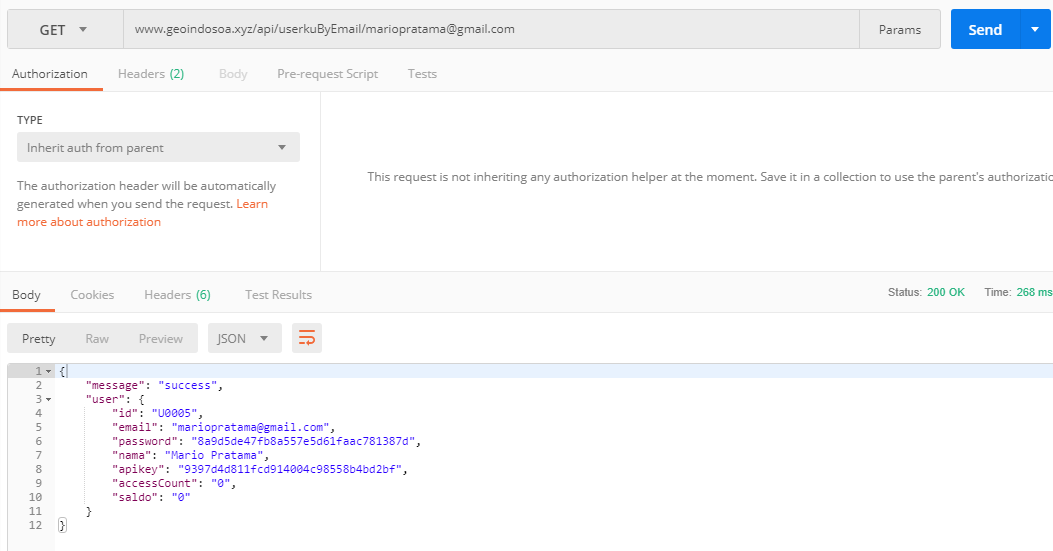 GET www.geoindosoa.xyz/api/userkuByEmail/mariopratama@gmail.com Params Send
Authorization Headers (2) Body Pre-request Script Tests
TYPE
Inherit auth from parent
The authorization header will be automatically
generated when you send the request. Learn
more about authorization
This request is not inheriting any authorization helper at the moment. Save it in a collection to use the parent's
Body Cookies Headers (6) Test Results Status: 200 OK Time: 268 ms
Pretty Raw Preview JSON
1 {
2 "message": "success",
3 "user": {
4 "id": "U0005",
5 "email": "mariopratama@gmail.com",
6 "password": "8a9d5de47fb8a557e5d61faac781387d",
7 "nama": "Mario Pratama",
8 "apikey": "9397d4d811fcd914004c98558b4bd2bf",
9 "accessCount": "0",
10 "saldo": "0"
11 }
12 }